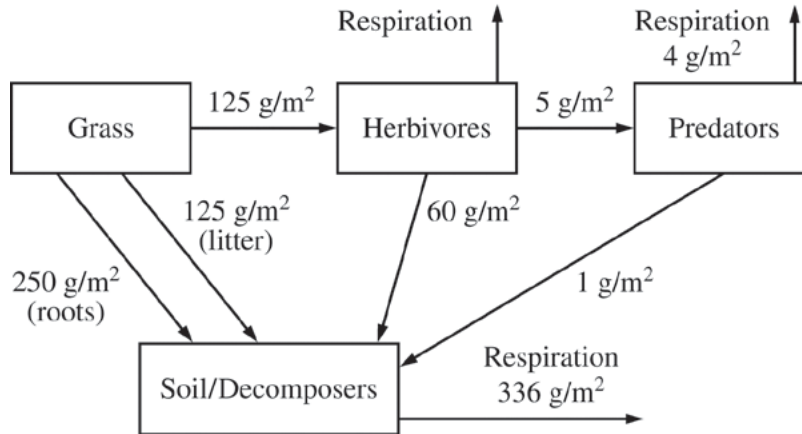 Respiration
Respiration
4 g/m²
125 g/m²
5 g/m²
Grass
Herbivores
Predators
125 g/m²
(litter)
60 g/m²
250 g/m²
(roots)
1 g/m²
Soil/Decomposers
Respiration
336 g/m²